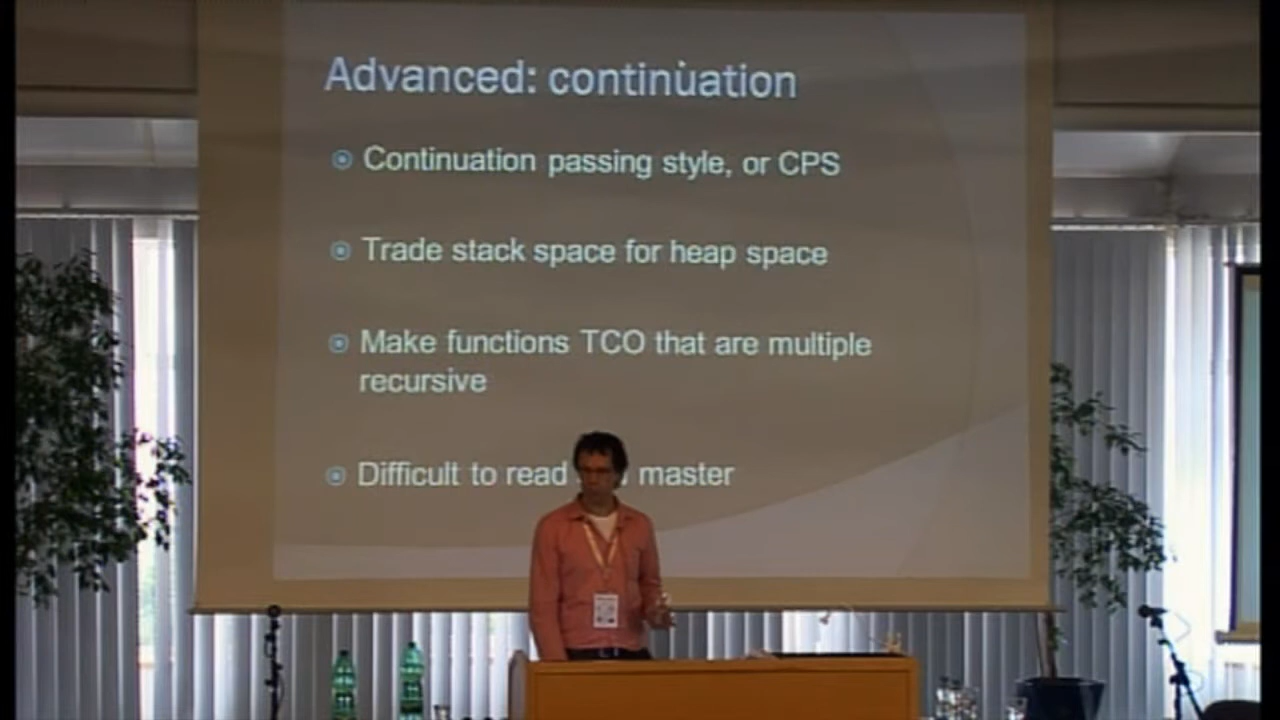 Advanced: continuation
Continuation passing style, or CPS
Trade stack space for heap space
Make functions TCO that are multiple
recursive
Difficult to read master